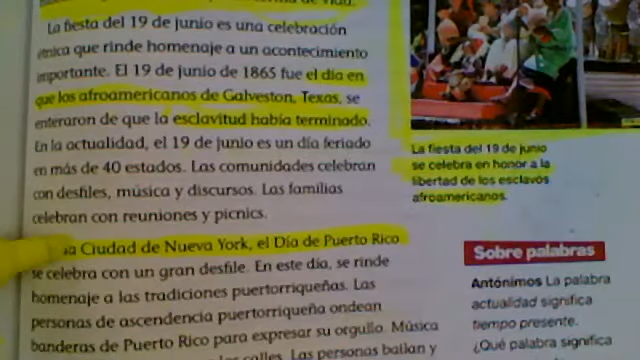 de vida.
La fiesta del 19 de junio es una celebración
étnica que rinde homenaje a un acontecimiento
importante. El 19 de junio de 1865 fue el día en
que los afroamericanos de Galveston, Texas, se
enteraron de que la esclavitud había terminado.
En la actualidad, el 19 de junio es un día feriado
en más de 40 estados. Las comunidades celebran
con desfiles, música y discursos. Las familias
celebran con reuniones y picnics.
Ciudad de Nueva York, el Día de Puerto Rico
se celebra con un gran desfile. En este día, se rinde
homenaje a las tradiciones puertorriqueñas. Las
personas de ascendencia puertorriqueña ondean
banderas de Puerto Rico para expresar su orgullo. Música
calles. Las personas bailan y
La fiesta del 19 de junio
se celebra en honor a la
libertad de los esclavos
afroamericanos.
Sobre palabras
Antónimos La palabra
actualidad significa
tiempo presente.
¿Qué palabra significa